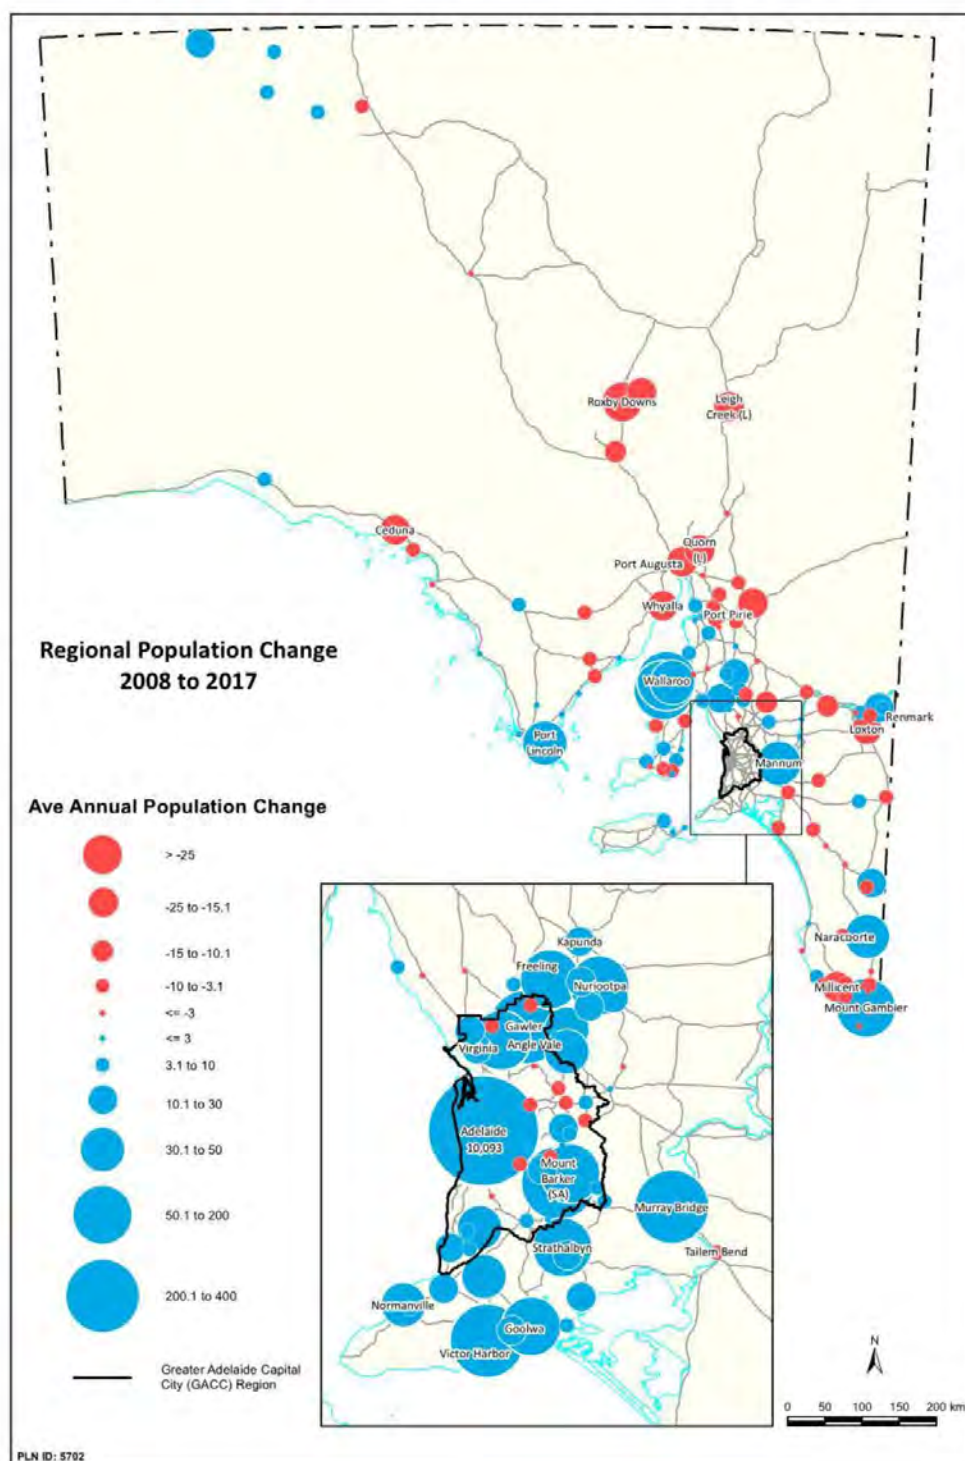 Roxby Downs
Leigh
Creek (L)
Ceduna
Quorn
(L)
Port Augusta
Whyalla
Port Pirie
Regional Population Change
2008 to 2017
Wallaroo
Renmark
Loxton
Port
Lincoln
Mannum
Ave Annual Population Change
> -25
-25 to -15.1
-15 to -10.1
-10 to -3.1
<= -3
<= 3
3.1 to 10
10.1 to 30
30.1 to 50
50.1 to 200
200.1 to 400
Greater Adelaide Capital
City (GACC) Region
Naracoorte
Millicent
Mount Gambier
Kapunda
Freeling
Nuriootpa
Gawler
Angle Vale
Virginia
Adelaide
10,093
Mount
Barker
(SA)
Murray Bridge
Strathalbyn
Tailem Bend
Normanville
Goolwa
Victor Harbor
N
0 50 100 150 200 km
PLN ID: 5702